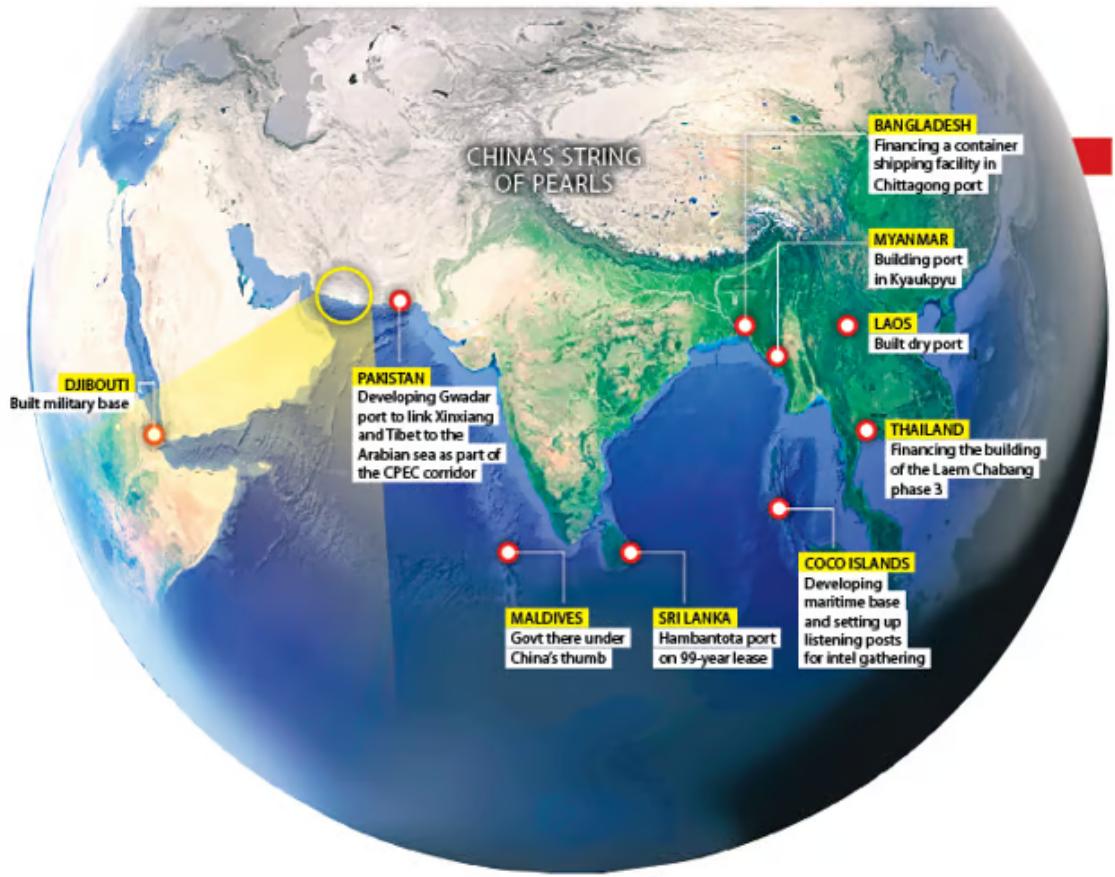 CHINA'S STRING
OF PEARLS
BANGLADESH
Financing a container
shipping facility in
Chittagong port
MYANMAR
Building port
in Kyaukpyu
LAOS
Built dry port
DJIBOUTI
Built military base
PAKISTAN
Developing Gwadar
port to link Xinxiang
and Tibet to the
Arabian sea as part of
the CPEC corridor
THAILAND
Financing the building
of the Laem Chabang
phase 3
COCO ISLANDS
Developing
maritime base
and setting up
listening posts
for intel gathering
MALDIVES
Govt there under
China's thumb
SRI LANKA
Hambantota port
on 99-year lease